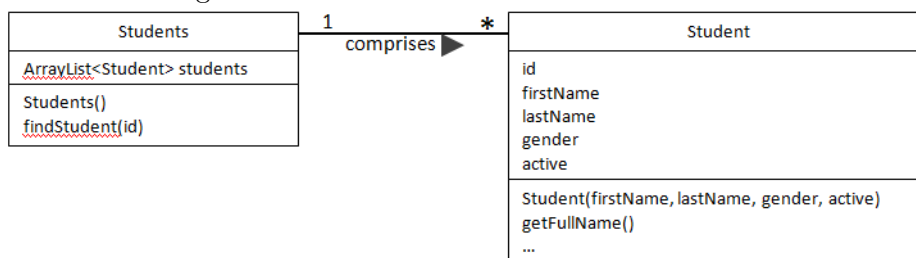 Students
ArrayList<Student> students
Students()
findStudent(id)
1
*
comprises
Student
id
firstName
lastName
gender
active
Student(firstName, lastName, gender, active)
getFullName()
...